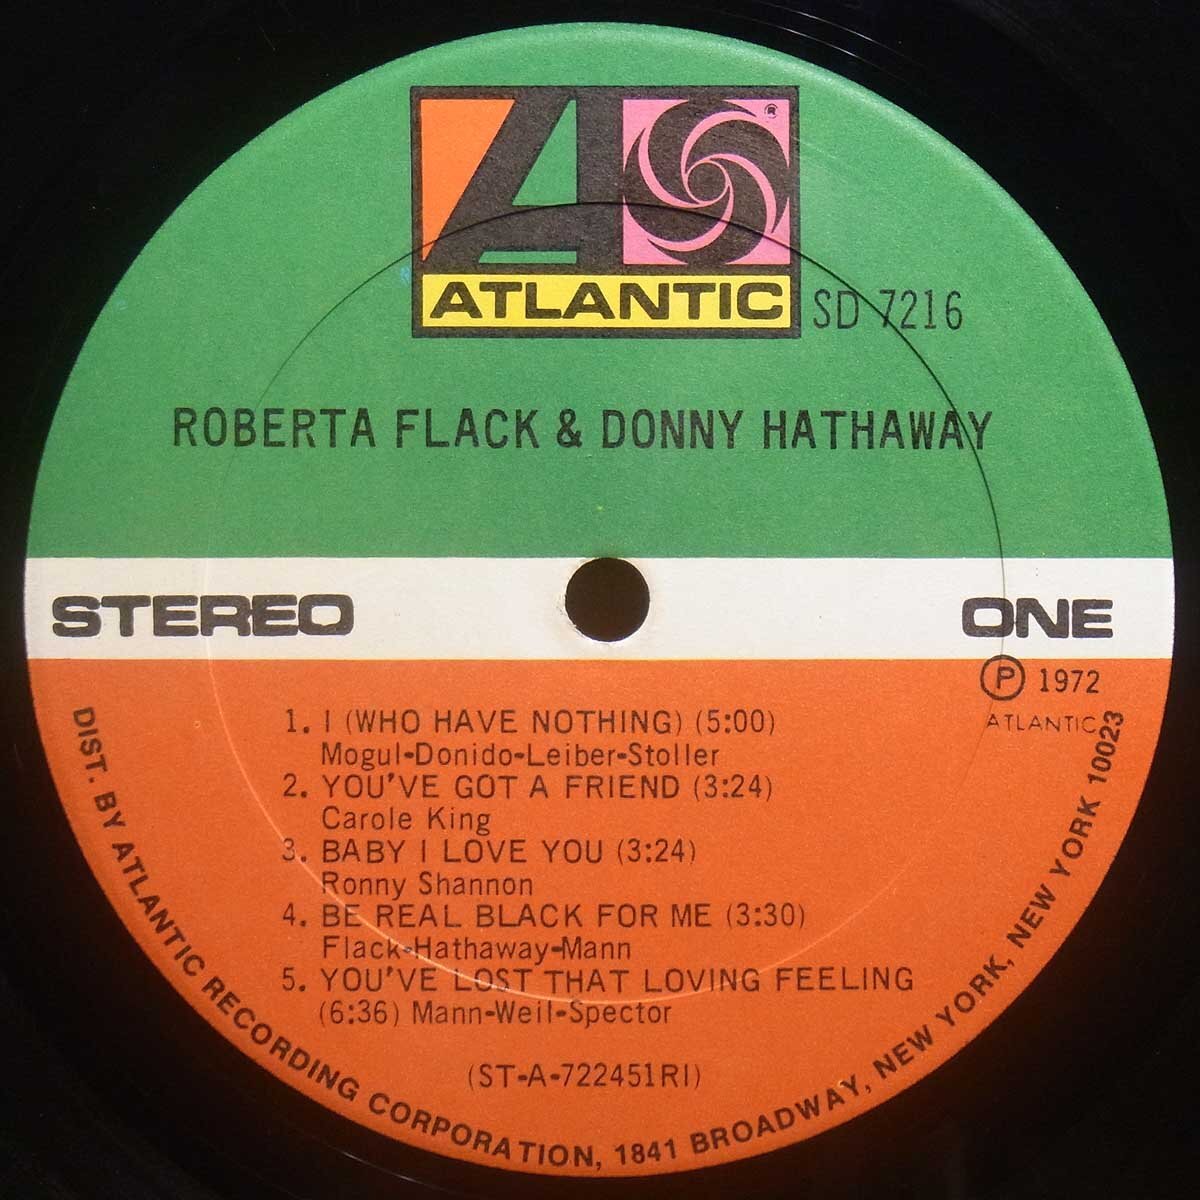 ATLANTIC
SD 7216
ROBERTA FLACK & DONNY HATHAWAY
STEREO
ONE
Ⓟ 1972
ATLANTIC
1. I (WHO HAVE NOTHING) (5:00)
Mogul-Donido-Leiber-Stoller
2. YOU'VE GOT A FRIEND (3:24)
Carole King
3. BABY I LOVE YOU (3:24)
Ronny Shannon
4. BE REAL BLACK FOR ME (3:30)
Flack-Hathaway-Mann
5. YOU'VE LOST THAT LOVING FEELING
(6:36) Mann-Weil-Spector
(ST-A-722451RI)
DIST. BY ATLANTIC RECORDING CORPORATION, 1841 BROADWAY, NEW YORK, NEW YORK 10023